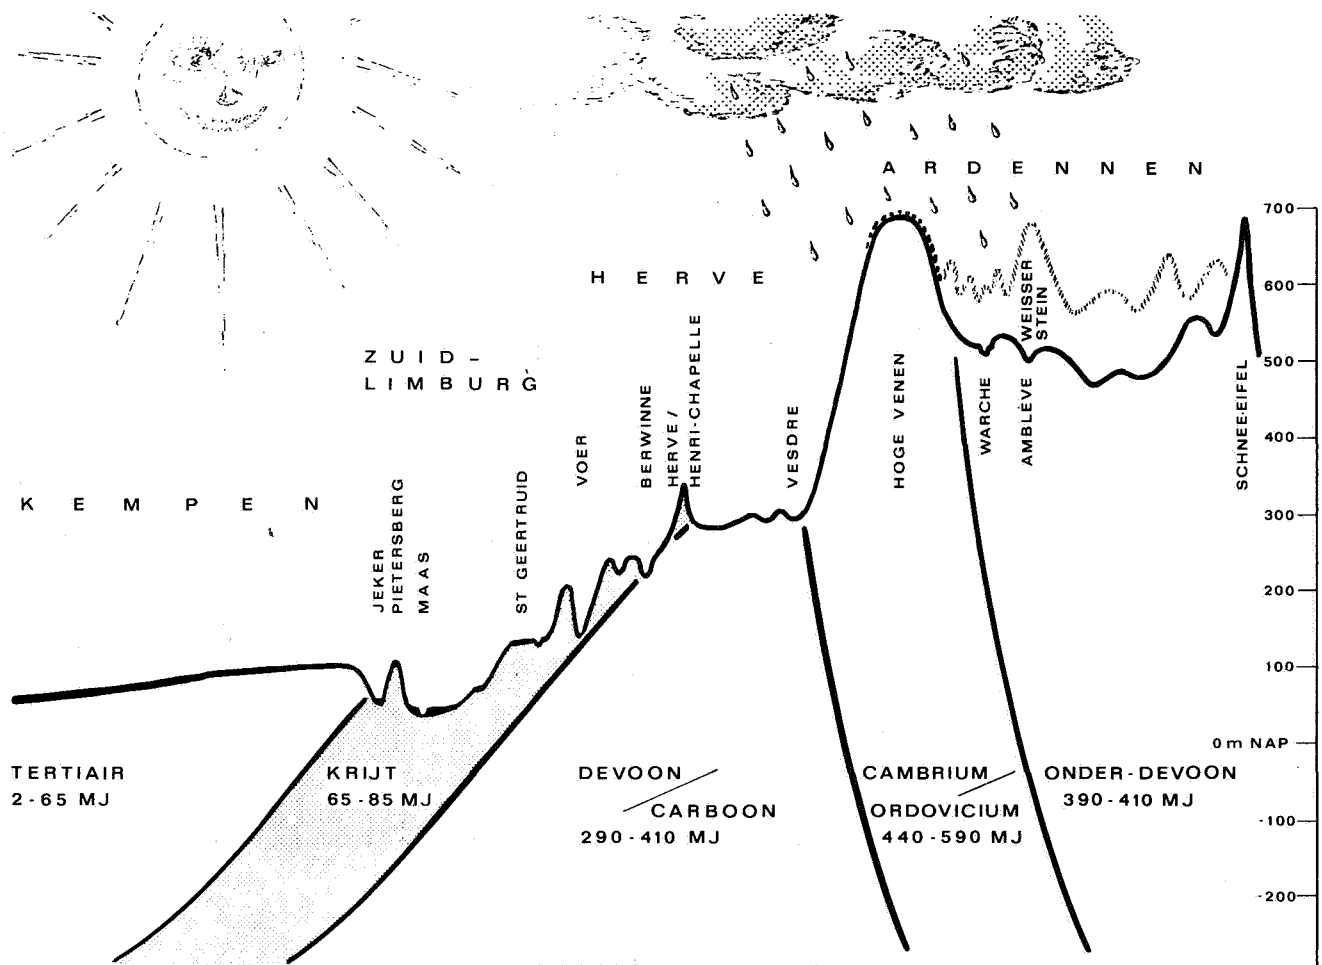 ARDENNEN
HERVE
ZUID-
LIMBURG
KEMPEN
JEKER
PIETERSBERG
MAAS
ST GEERTRUID
VOER
BERWINNE
HERVE/
HENRI-CHAPELLE
VESDRE
HOGE VENEN
WARCHE
AMBLÈVE
WEISSER
STEIN
SCHNEE-EIFEL
700
600
500
400
300
200
100
0 m NAP
-100
-200
TERTIAIR
2-65 MJ
KRIJT
65-85 MJ
DEVOON
CARBOON
290-410 MJ
CAMBRIUM
ORDOVICIUM
440-590 MJ
ONDER-DEVOON
390-410 MJ